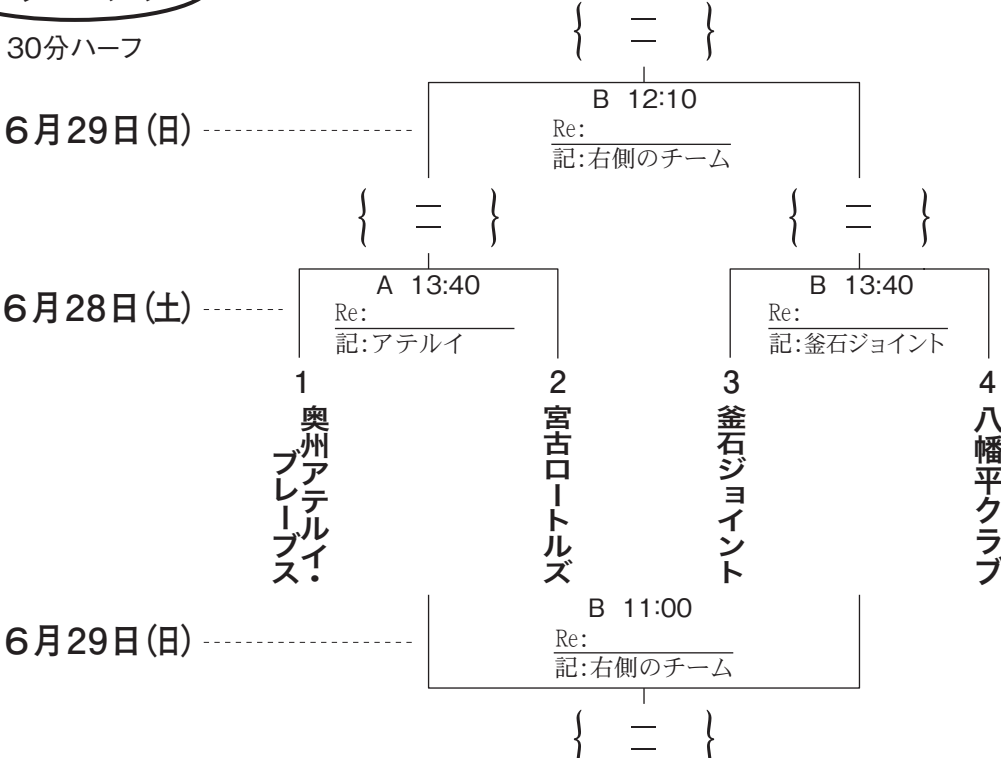 30分ハーフ
B 12:10
6月29日(日)
Re:
記:右側のチーム
A 13:40
B 13:40
6月28日(土)
Re:
Re:
記:アテルイ
記:釜石ジョイント
1
2
3
4
奥州アテルイ・
ブレーブス
宮古ロートルズ
釜石ジョイント
八幡平クラブ
B 11:00
6月29日(日)
Re:
記:右側のチーム